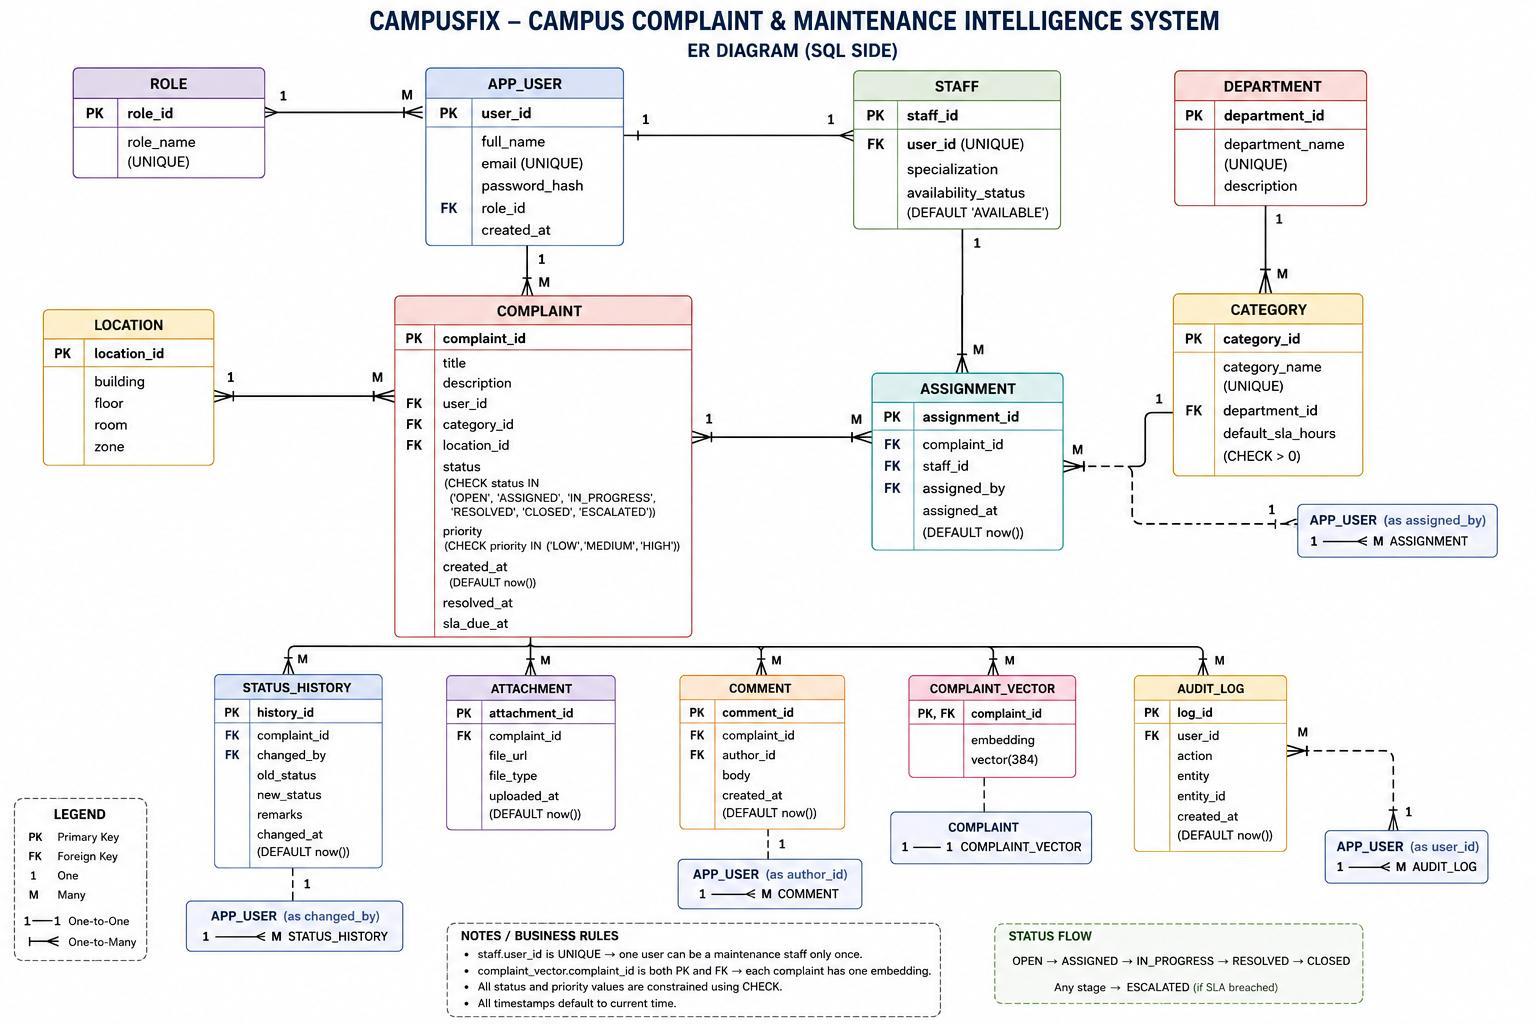 CAMPUSFIX – CAMPUS COMPLAINT & MAINTENANCE INTELLIGENCE SYSTEM
ER DIAGRAM (SQL SIDE)
ROLE
PK role_id
role_name
(UNIQUE)
1
M
APP_USER
PK user_id
full_name
email (UNIQUE)
password_hash
FK role_id
created_at
1
1
STAFF
PK staff_id
FK user_id (UNIQUE)
specialization
availability_status
(DEFAULT 'AVAILABLE')
DEPARTMENT
PK department_id
department_name
(UNIQUE)
description
1
M
1
M
1
M
LOCATION
PK location_id
building
floor
room
zone
1
M
COMPLAINT
PK complaint_id
title
description
FK user_id
FK category_id
FK location_id
status
(CHECK status IN
('OPEN', 'ASSIGNED', 'IN_PROGRESS',
'RESOLVED', 'CLOSED', 'ESCALATED'))
priority
(CHECK priority IN ('LOW','MEDIUM','HIGH'))
created_at
(DEFAULT now())
resolved_at
sla_due_at
1
M
ASSIGNMENT
PK assignment_id
FK complaint_id
FK staff_id
FK assigned_by
assigned_at
(DEFAULT now())
CATEGORY
PK category_id
category_name
(UNIQUE)
FK department_id
default_sla_hours
(CHECK > 0)
1
M
1
APP_USER (as assigned_by)
1 M ASSIGNMENT
M
M
M
M
M
STATUS_HISTORY
PK history_id
FK complaint_id
FK changed_by
old_status
new_status
remarks
changed_at
(DEFAULT now())
1
APP_USER (as changed_by)
1 M STATUS_HISTORY
ATTACHMENT
PK attachment_id
FK complaint_id
file_url
file_type
uploaded_at
(DEFAULT now())
COMMENT
PK comment_id
FK complaint_id
FK author_id
body
created_at
(DEFAULT now())
1
APP_USER (as author_id)
1 M COMMENT
COMPLAINT_VECTOR
PK, FK complaint_id
embedding
vector(384)
COMPLAINT
1 1 COMPLAINT_VECTOR
AUDIT_LOG
PK log_id
FK user_id
action
entity
entity_id
created_at
(DEFAULT now())
M
1
APP_USER (as user_id)
1 M AUDIT_LOG
LEGEND
PK Primary Key
FK Foreign Key
1 One
M Many
1 1 One-to-One
One-to-Many
NOTES / BUSINESS RULES
• staff.user_id is UNIQUE → one user can be a maintenance staff only once.
• complaint_vector.complaint_id is both PK and FK → each complaint has one embedding.
• All status and priority values are constrained using CHECK.
• All timestamps default to current time.
STATUS FLOW
OPEN → ASSIGNED → IN_PROGRESS → RESOLVED → CLOSED
Any stage → ESCALATED (if SLA breached)